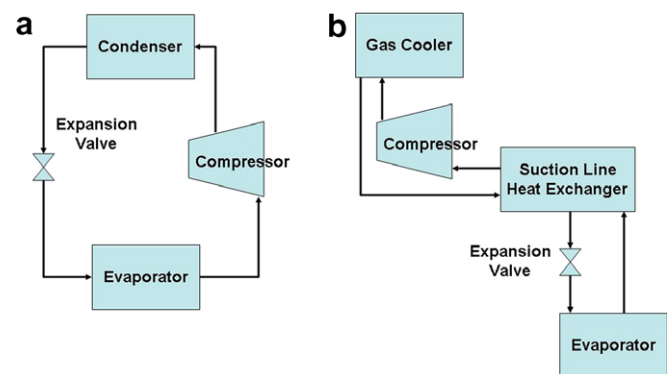 a
Condenser
Expansion
Valve
Compressor
Evaporator
b
Gas Cooler
Compressor
Suction Line
Heat Exchanger
Expansion
Valve
Evaporator